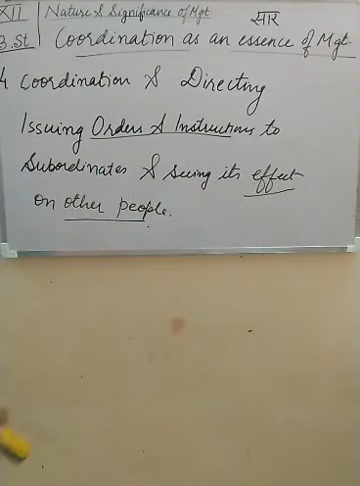 XII Nature & Significance of Mgt
सार
B.St Coordination as an essence of Mgt.
4 Coordination & Directing
Issuing Orders & Instructions to
Subordinates & seeing its effect
on other people.